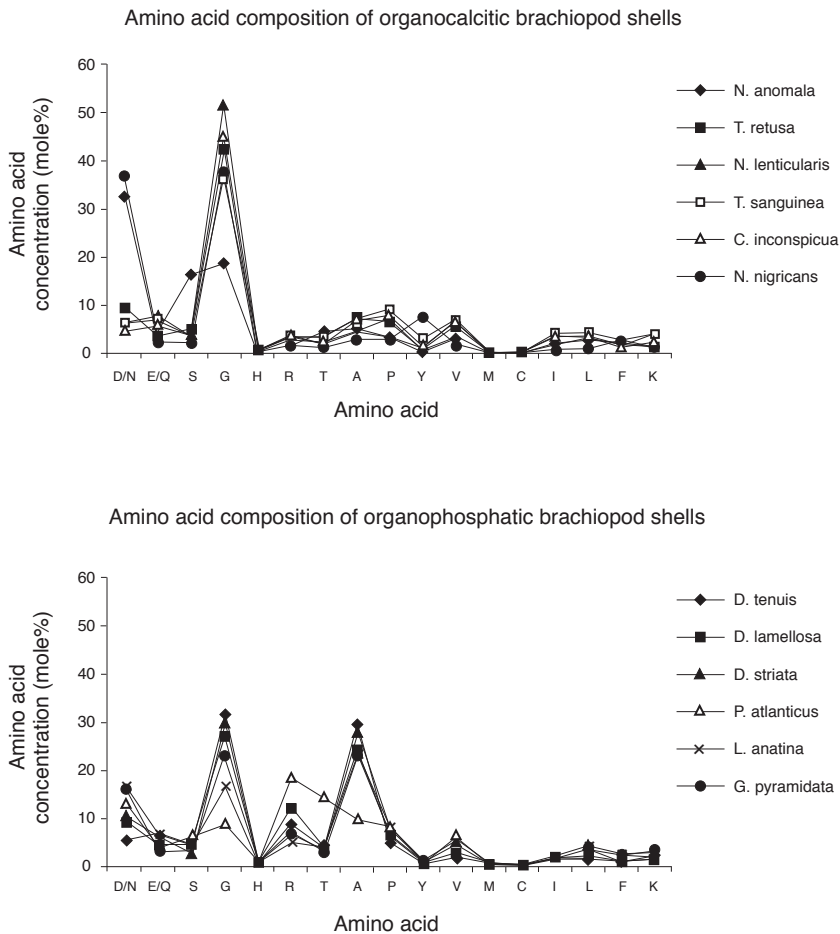 Amino acid composition of organocalcitic brachiopod shells
Amino acid
concentration (mole%)
60
50
40
30
20
10
0
D/N E/Q S G H R T A P Y V M C I L F K
Amino acid
N. anomala
T. retusa
N. lenticularis
T. sanguinea
C. inconspicua
N. nigricans
Amino acid composition of organophosphatic brachiopod shells
Amino acid
concentration (mole%)
60
50
40
30
20
10
0
D/N E/Q S G H R T A P Y V M C I L F K
Amino acid
D. tenuis
D. lamellosa
D. striata
P. atlanticus
L. anatina
G. pyramidata